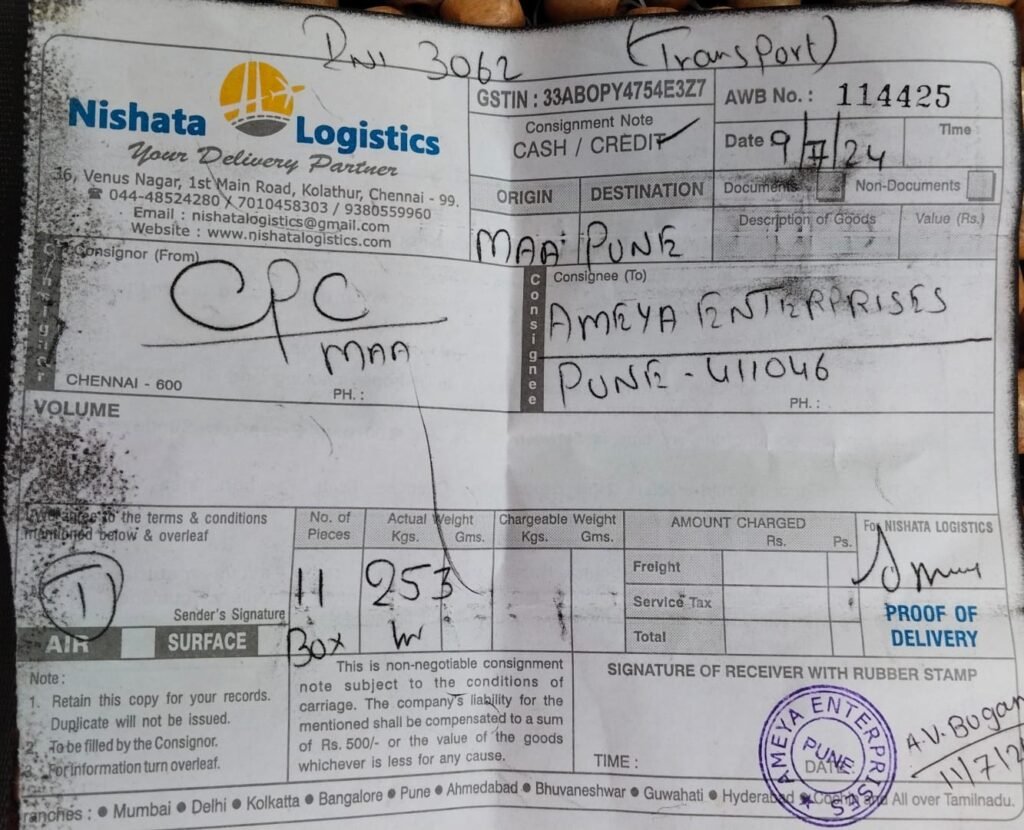 3062 (Transport)
Nishata Logistics
Your Delivery Partner
36, Venus Nagar, 1st Main Road, Kolathur, Chennai - 99.
044-48524280 / 7010458303 / 9380559960
Email : nishatalogistics@gmail.com
Website : www.nishatalogistics.com
GSTIN : 33ABOPY4754E3Z7
Consignment Note
CASH / CREDIT
AWB No. : 114425
Date 9/7/24
Time
ORIGIN
DESTINATION
MAA PUNE
Documents
Non-Documents
Description of Goods
Value (Rs.)
Consignor (From)
CPC
MAA
CHENNAI - 600
PH. :
Consignee
Consignee (To)
AMEYA ENTERPRISES
PUNE - 411046
PH. :
VOLUME
to the terms & conditions
mentioned below & overleaf
1
Sender's Signature
AIR
SURFACE
No. of
Pieces
11
Box
Actual Weight
Kgs. Gms.
253
Chargeable Weight
Kgs. Gms.
AMOUNT CHARGED
Rs. Ps.
Freight
Service Tax
Total
For NISHATA LOGISTICS
PROOF OF
DELIVERY
Note :
1. Retain this copy for your records.
Duplicate will not be issued.
2. To be filled by the Consignor.
3. For information turn overleaf.
This is non-negotiable consignment
note subject to the conditions of
carriage. The company's liability for the
mentioned shall be compensated to a sum
of Rs. 500/- or the value of the goods
whichever is less for any cause.
SIGNATURE OF RECEIVER WITH RUBBER STAMP
AMEYA ENTERPRISES
PUNE
A.V. Bogar
11/7/2
TIME :
DATE
ranches : ● Mumbai ● Delhi ● Kolkatta ● Bangalore ● Pune ● Ahmedabad ● Bhuvaneshwar ● Guwahati ● Hyderabad ● Cochin and All over Tamilnadu.